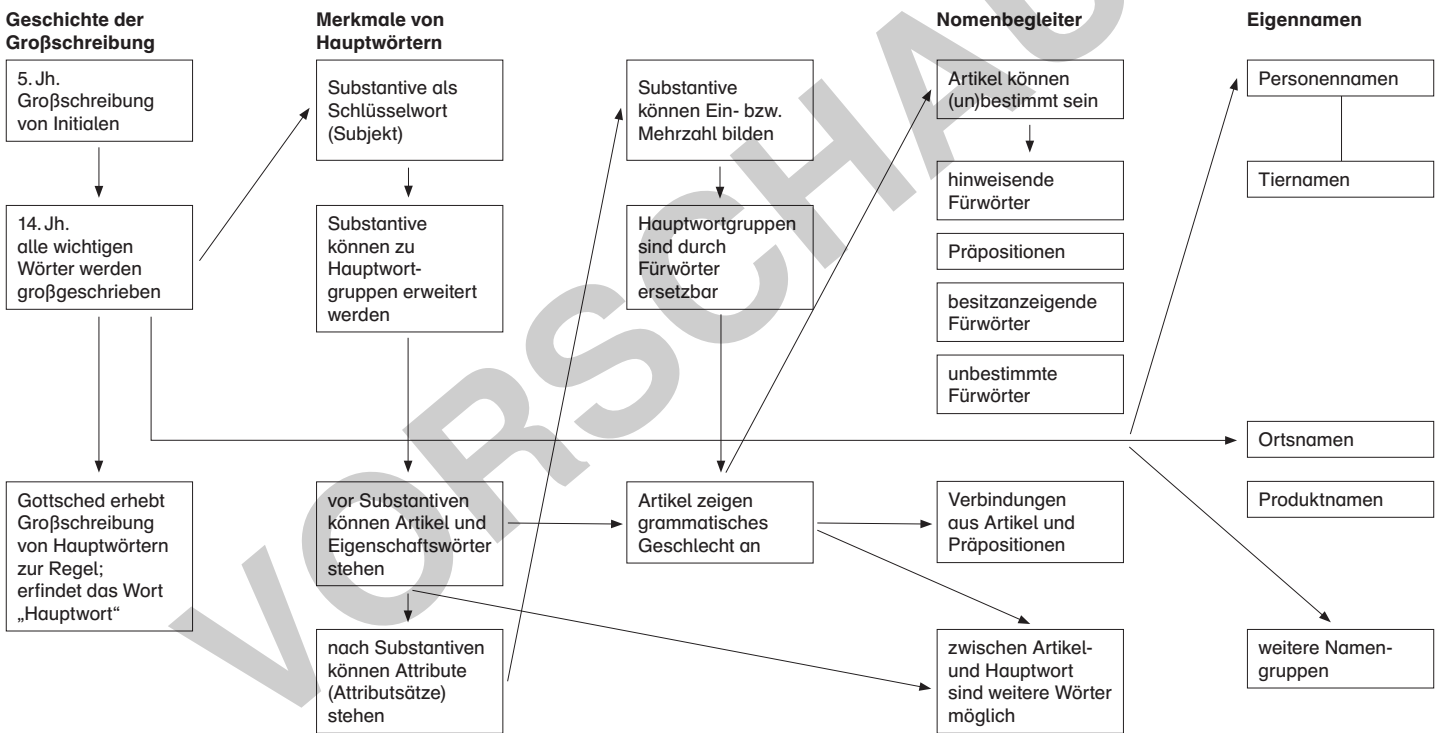 Geschichte der
Großschreibung
5. Jh.
Großschreibung
von Initialen
14. Jh.
alle wichtigen
Wörter werden
großgeschrieben
Gottsched erhebt
Großschreibung
von Hauptwörtern
zur Regel;
erfindet das Wort
„Hauptwort“
Merkmale von
Hauptwörtern
Substantive als
Schlüsselwort
(Subjekt)
Substantive
können zu
Hauptwort-
gruppen erweitert
werden
vor Substantiven
können Artikel und
Eigenschaftswörter
stehen
nach Substantiven
können Attribute
(Attributsätze)
stehen
Substantive
können Ein- bzw.
Mehrzahl bilden
Hauptwortgruppen
sind durch
Fürwörter
ersetzbar
Artikel zeigen
grammatisches
Geschlecht an
Nomenbegleiter
Artikel können
(un)bestimmt sein
hinweisende
Fürwörter
Präpositionen
besitzanzeigende
Fürwörter
unbestimmte
Fürwörter
Verbindungen
aus Artikel und
Präpositionen
zwischen Artikel-
und Hauptwort
sind weitere Wörter
möglich
Eigennamen
Personennamen
Tiernamen
Ortsnamen
Produktnamen
weitere Namen-
gruppen
VORSCHAU